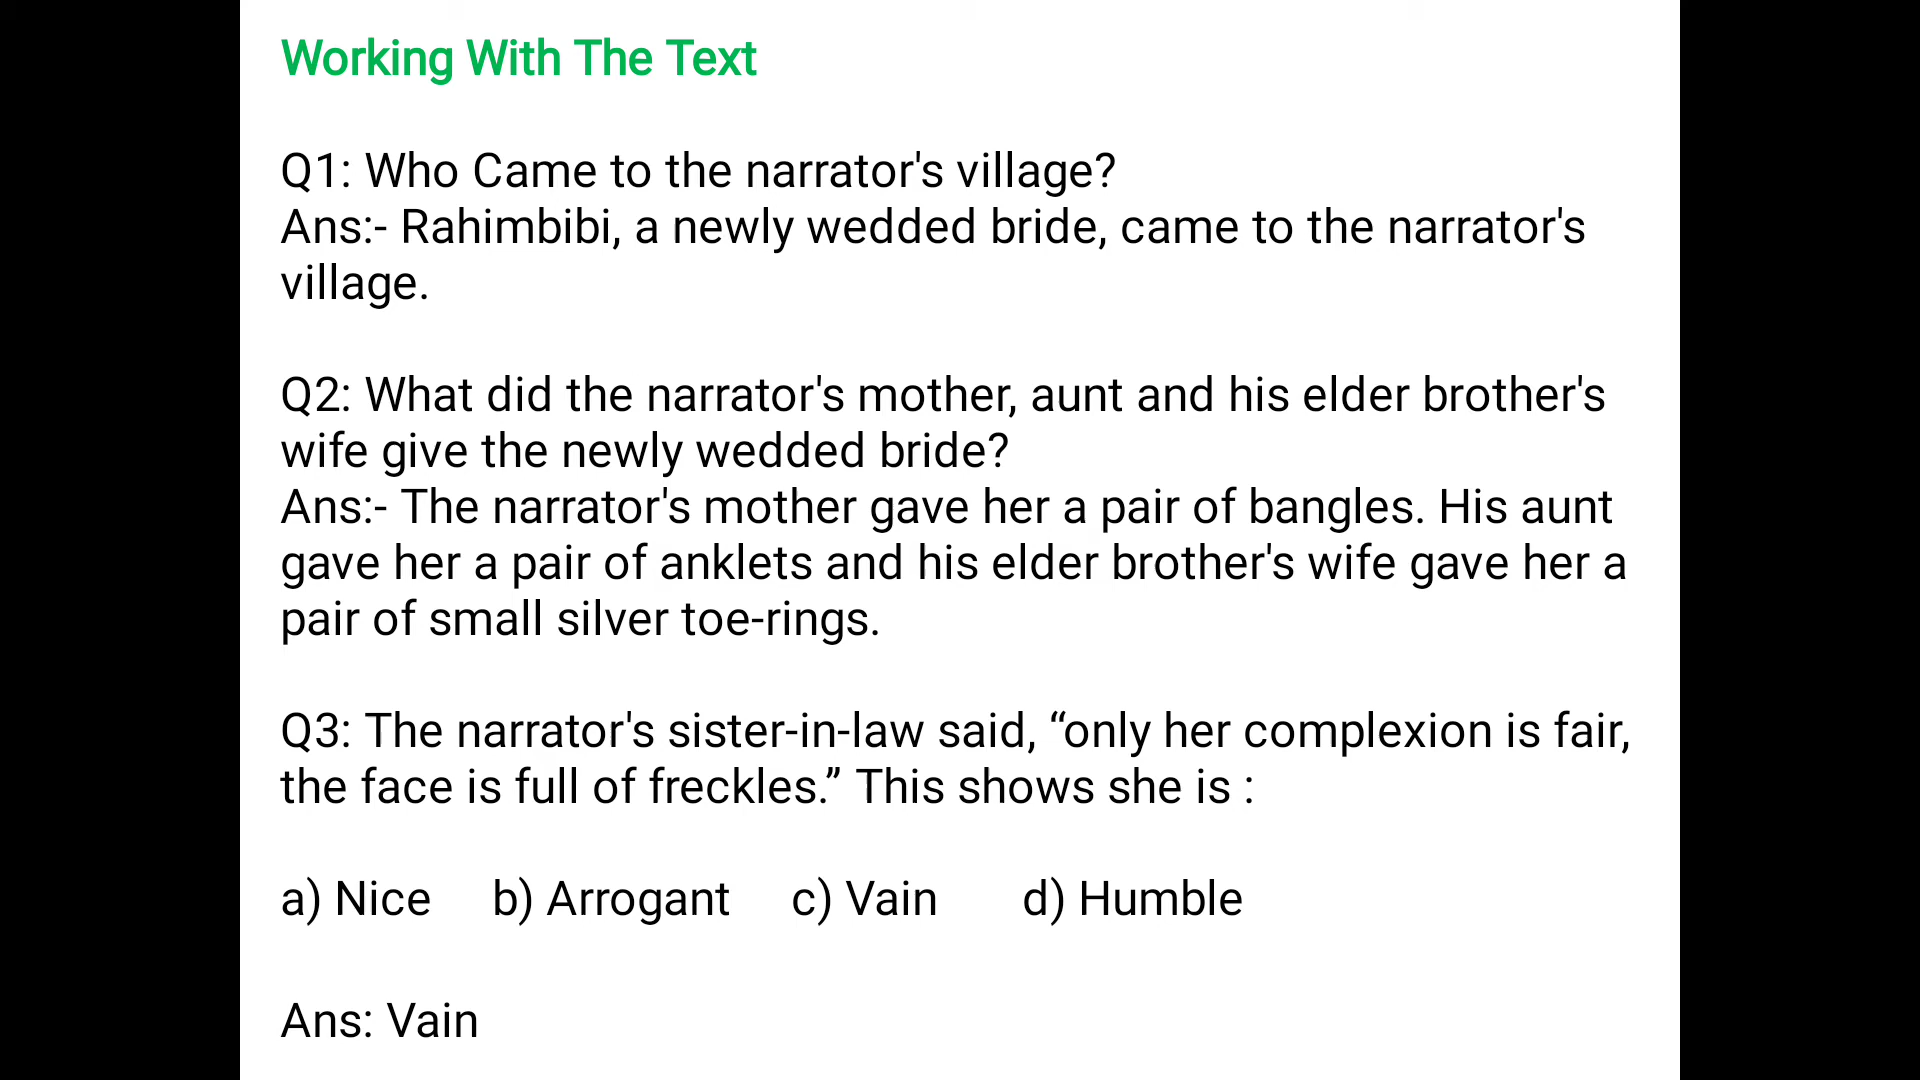 Working With The Text
Q1: Who Came to the narrator's village?
Ans:- Rahimbibi, a newly wedded bride, came to the narrator's
village.
Q2: What did the narrator's mother, aunt and his elder brother's
wife give the newly wedded bride?
Ans:- The narrator's mother gave her a pair of bangles. His aunt
gave her a pair of anklets and his elder brother's wife gave her a
pair of small silver toe-rings.
Q3: The narrator's sister-in-law said, “only her complexion is fair,
the face is full of freckles.” This shows she is :
a) Nice b) Arrogant c) Vain d) Humble
Ans: Vain